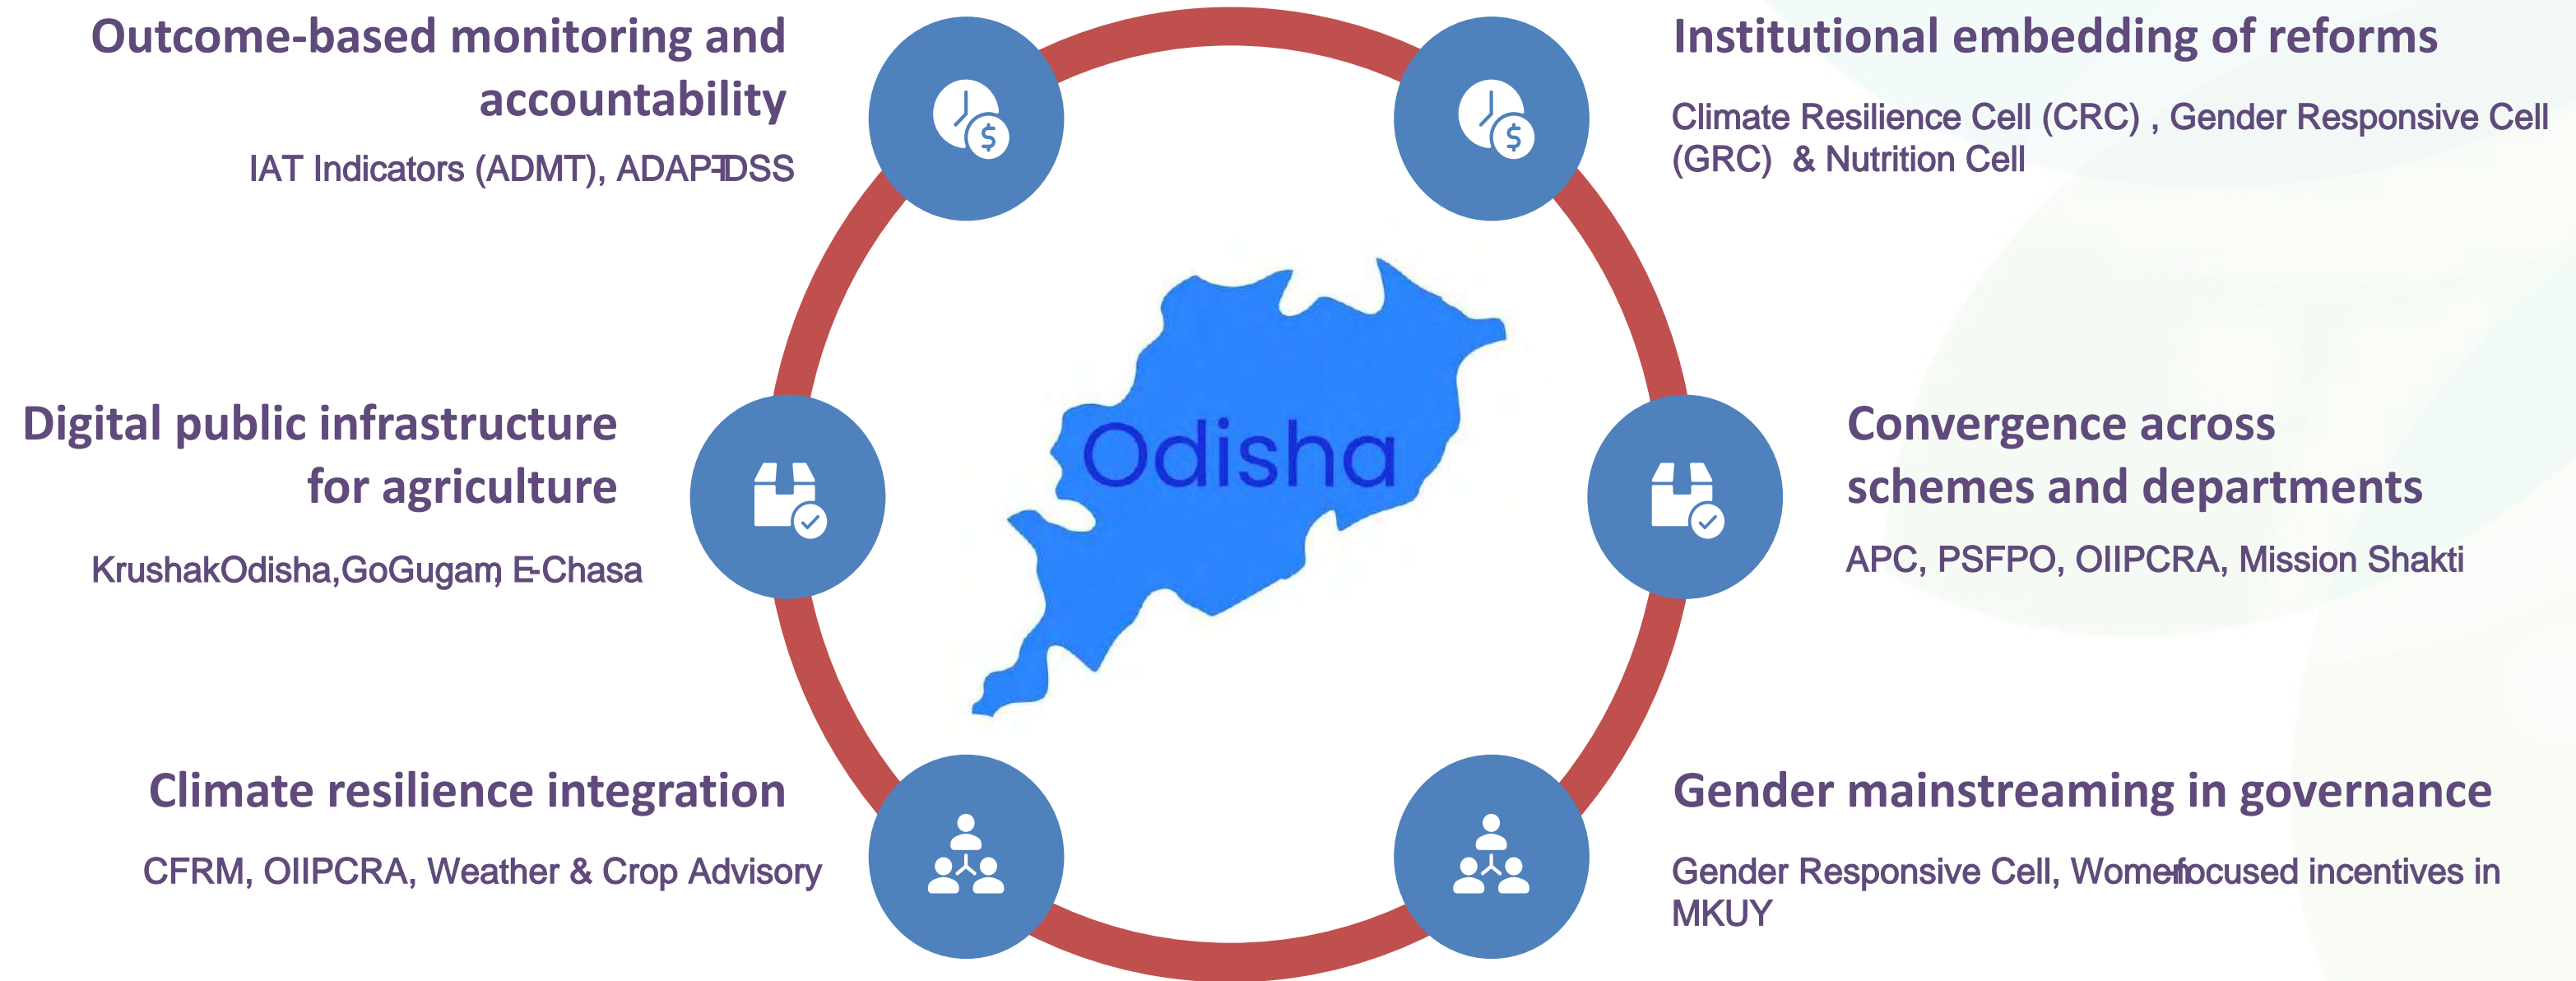 Outcome-based monitoring and
accountability
IAT Indicators (ADMT), ADAPT-DSS
Institutional embedding of reforms
Climate Resilience Cell (CRC) , Gender Responsive Cell
(GRC) & Nutrition Cell
Odisha
Digital public infrastructure
for agriculture
KrushakOdisha,GoGugam, E-Chasa
Convergence across
schemes and departments
APC, PSFPO, OIIPCRA, Mission Shakti
Climate resilience integration
CFRM, OIIPCRA, Weather & Crop Advisory
Gender mainstreaming in governance
Gender Responsive Cell, Women-focused incentives in
MKUY